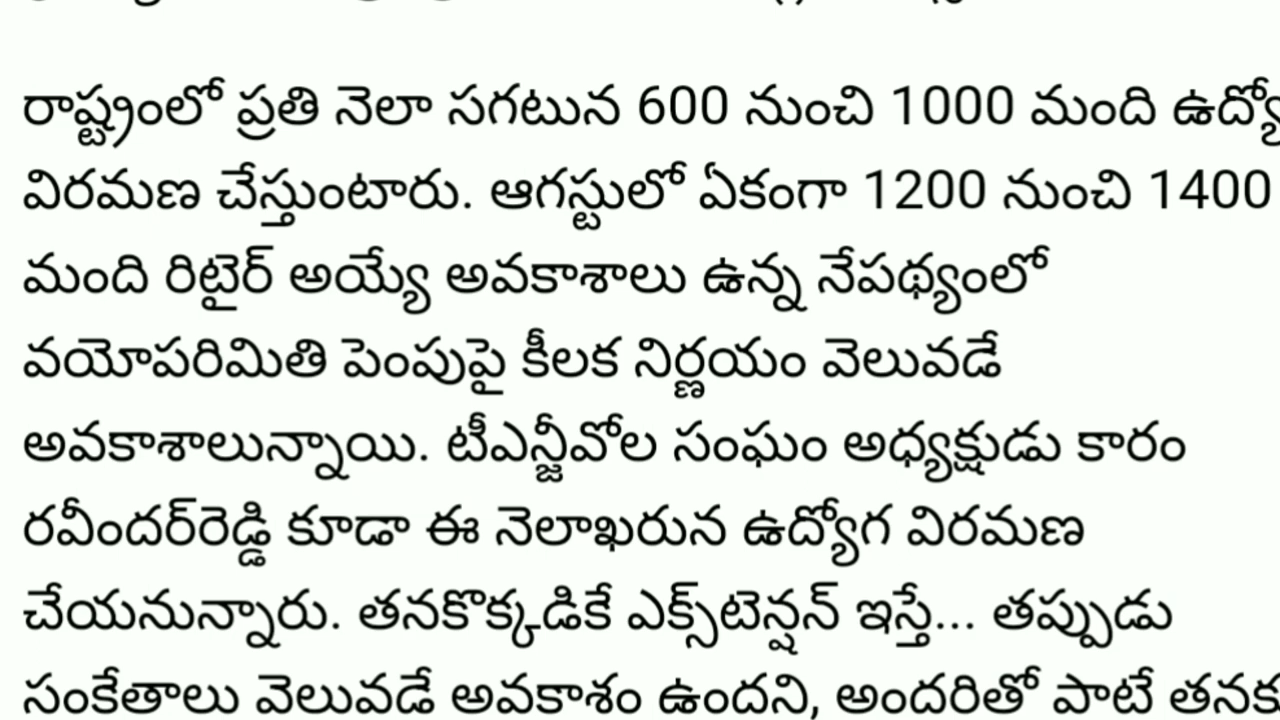 రాష్ట్రంలో ప్రతి నెలా సగటున 600 నుంచి 1000 మంది
విరమణ చేస్తుంటారు. ఆగస్టులో ఏకంగా 1200 నుంచి 1400
మంది రిటైర్ అయ్యే అవకాశాలు ఉన్న నేపథ్యంలో
వయోపరిమితి పెంపుపై కీలక నిర్ణయం వెలువడే
అవకాశాలున్నాయి. టీఎన్జీవోల సంఘం అధ్యక్షుడు కారం
రవీందర్‌రెడ్డి కూడా ఈ నెలాఖరున ఉద్యోగ విరమణ
చేయనున్నారు. తనకొక్కడికే ఎక్స్‌టెన్షన్ ఇస్తే... తప్పుడు
సంకేతాలు వెలువడే అవకాశం ఉందని, అందరితో పాటే